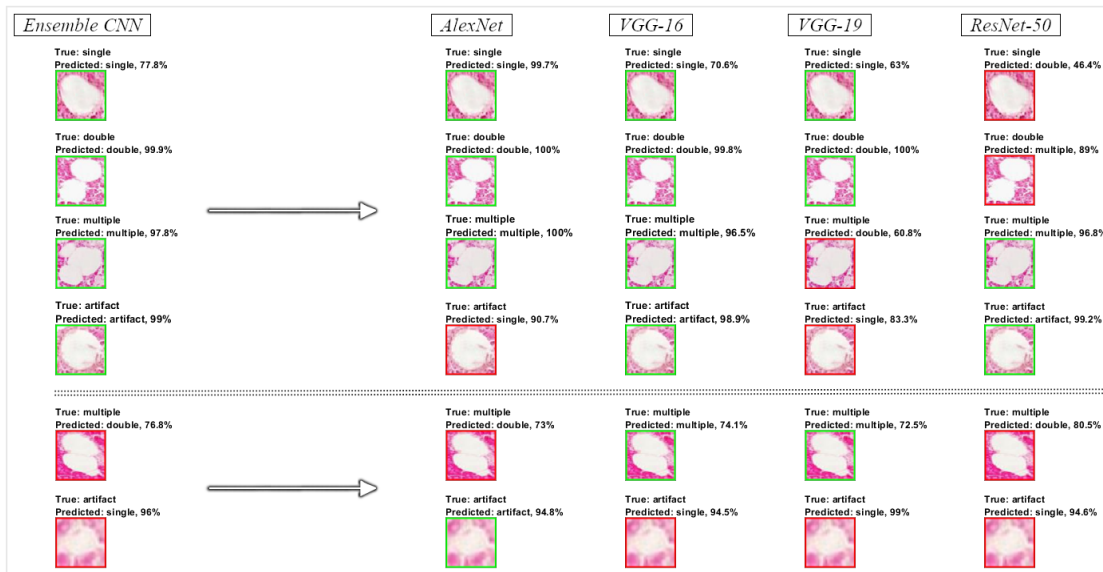 Ensemble CNN
AlexNet
VGG-16
VGG-19
ResNet-50
True: single
Predicted: single, 77.8%
True: single
Predicted: single, 99.7%
True: single
Predicted: single, 70.6%
True: single
Predicted: single, 63%
True: single
Predicted: double, 46.4%
True: double
Predicted: double, 99.9%
True: double
Predicted: double, 100%
True: double
Predicted: double, 99.8%
True: double
Predicted: double, 100%
True: double
Predicted: multiple, 89%
True: multiple
Predicted: multiple, 97.8%
True: multiple
Predicted: multiple, 100%
True: multiple
Predicted: multiple, 96.5%
True: multiple
Predicted: double, 60.8%
True: multiple
Predicted: multiple, 96.8%
True: artifact
Predicted: artifact, 99%
True: artifact
Predicted: single, 90.7%
True: artifact
Predicted: artifact, 98.9%
True: artifact
Predicted: single, 83.3%
True: artifact
Predicted: artifact, 99.2%
True: multiple
Predicted: double, 76.8%
True: multiple
Predicted: double, 73%
True: multiple
Predicted: multiple, 74.1%
True: multiple
Predicted: multiple, 72.5%
True: multiple
Predicted: double, 80.5%
True: artifact
Predicted: single, 96%
True: artifact
Predicted: artifact, 94.8%
True: artifact
Predicted: single, 94.5%
True: artifact
Predicted: single, 99%
True: artifact
Predicted: single, 94.6%